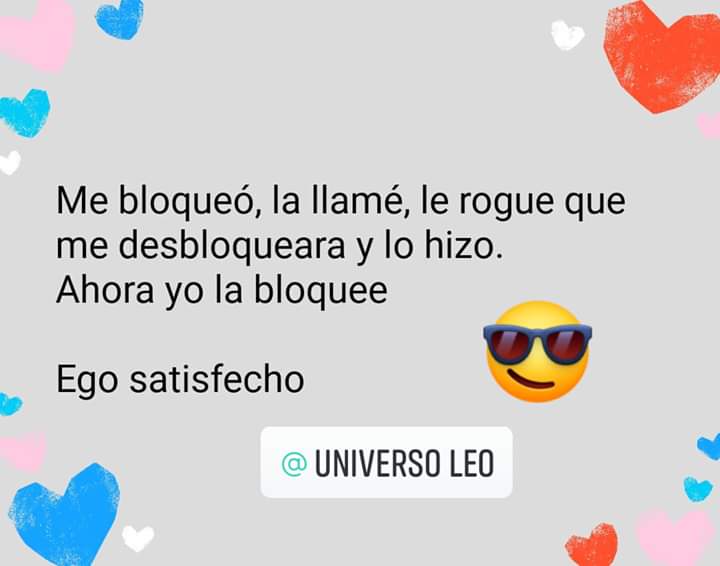 Me bloqueó, la llamé, le rogue que
me desbloqueara y lo hizo.
Ahora yo la bloquee
Ego satisfecho
@ UNIVERSO LEO